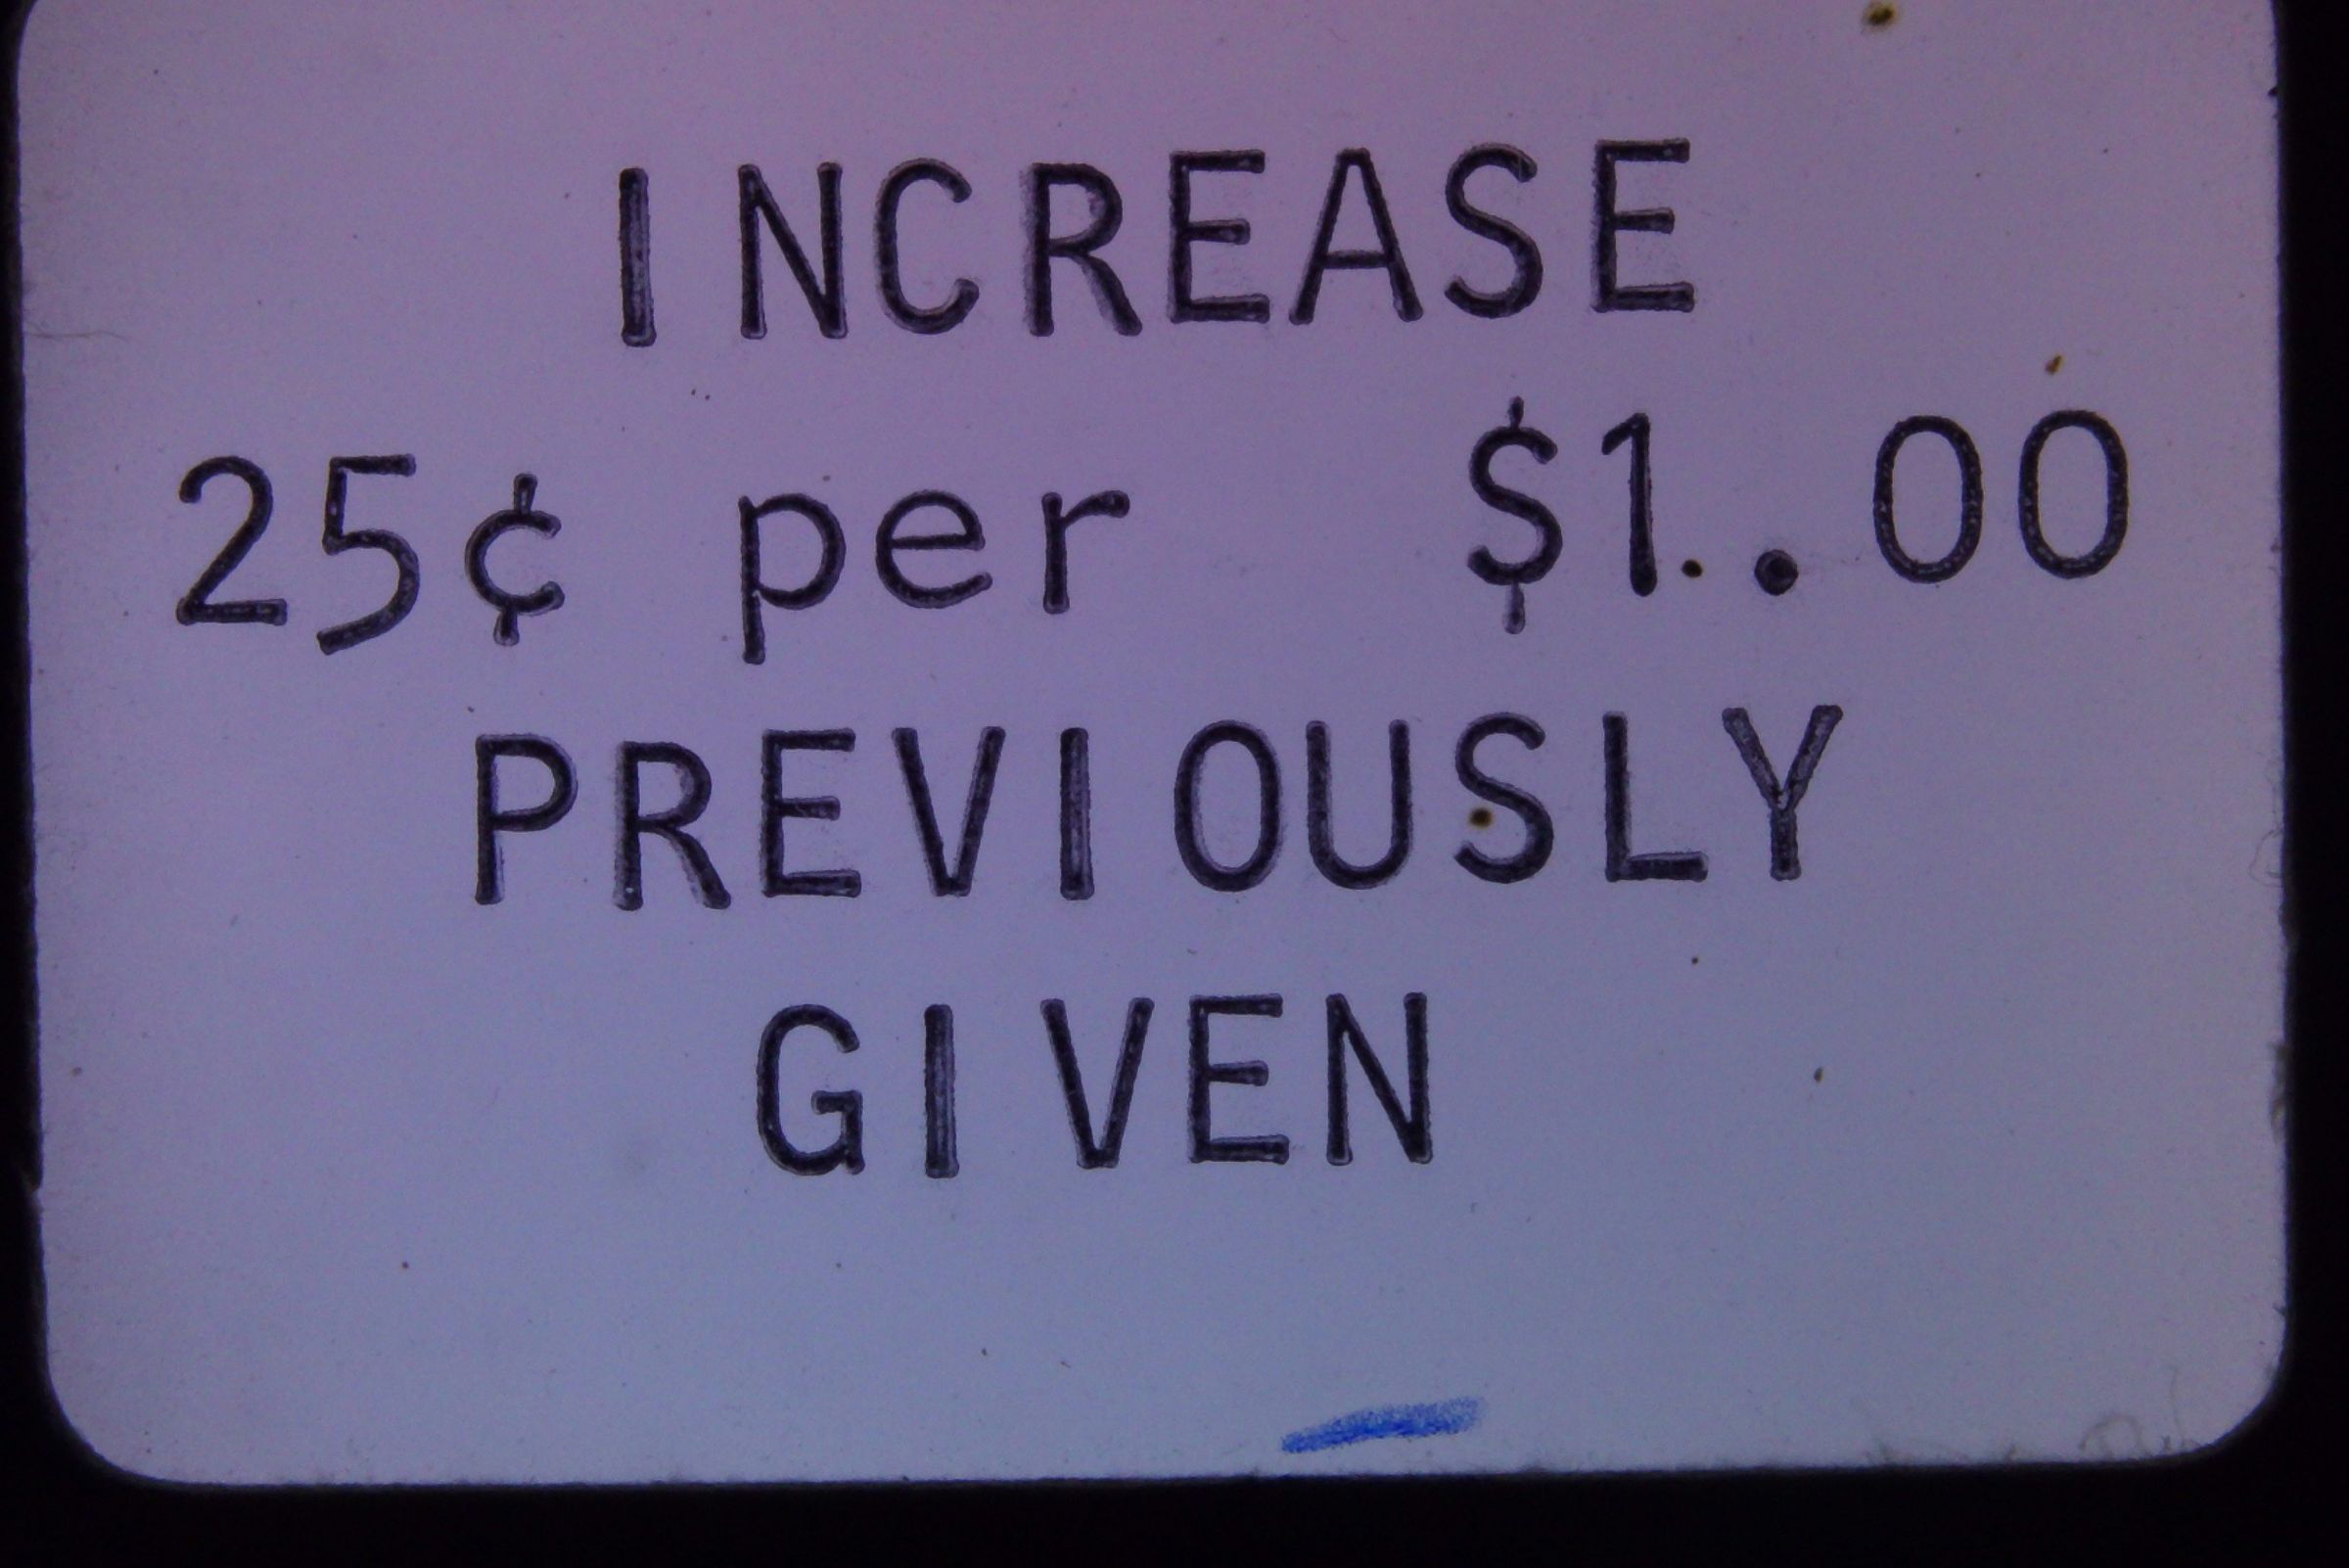 INCREASE
25¢ per $1..00
PREVIOUSLY
GIVEN